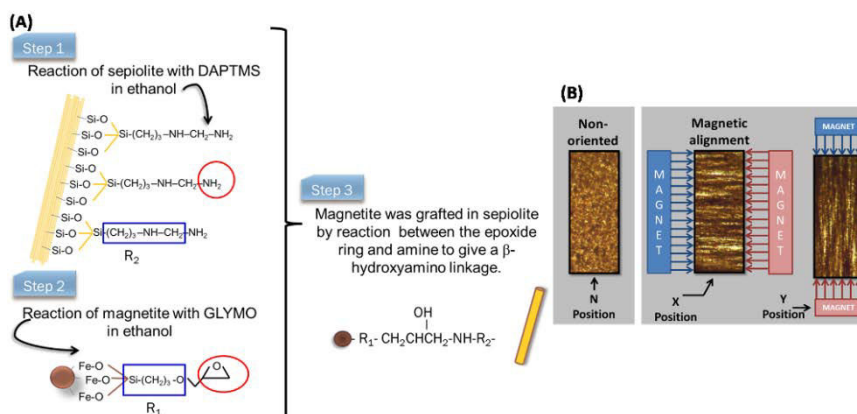 (A)
Step 1
Reaction of sepiolite with DAPTMS
in ethanol
Si-O
Si-O
Si-(CH2)3-NH-CH2-NH2
Si-O
Si-O
Si-O
Si-(CH2)3-NH-CH2-NH2
Si-O
Si-O
Si-O
Si-(CH2)3-NH-CH2-NH2
Si-O
R2
Step 2
Reaction of magnetite with GLYMO
in ethanol
Fe-O
Fe-O
Si-(CH2)3-O
O
Fe-O
R1
Step 3
Magnetite was grafted in sepiolite
by reaction between the epoxide
ring and amine to give a β-
hydroxyamino linkage.
OH
R1-CH2CHCH2-NH-R2-
(B)
Non-
oriented
N
Position
Magnetic
alignment
MAGNET
MAGNET
X
Position
MAGNET
Y
Position
MAGNET